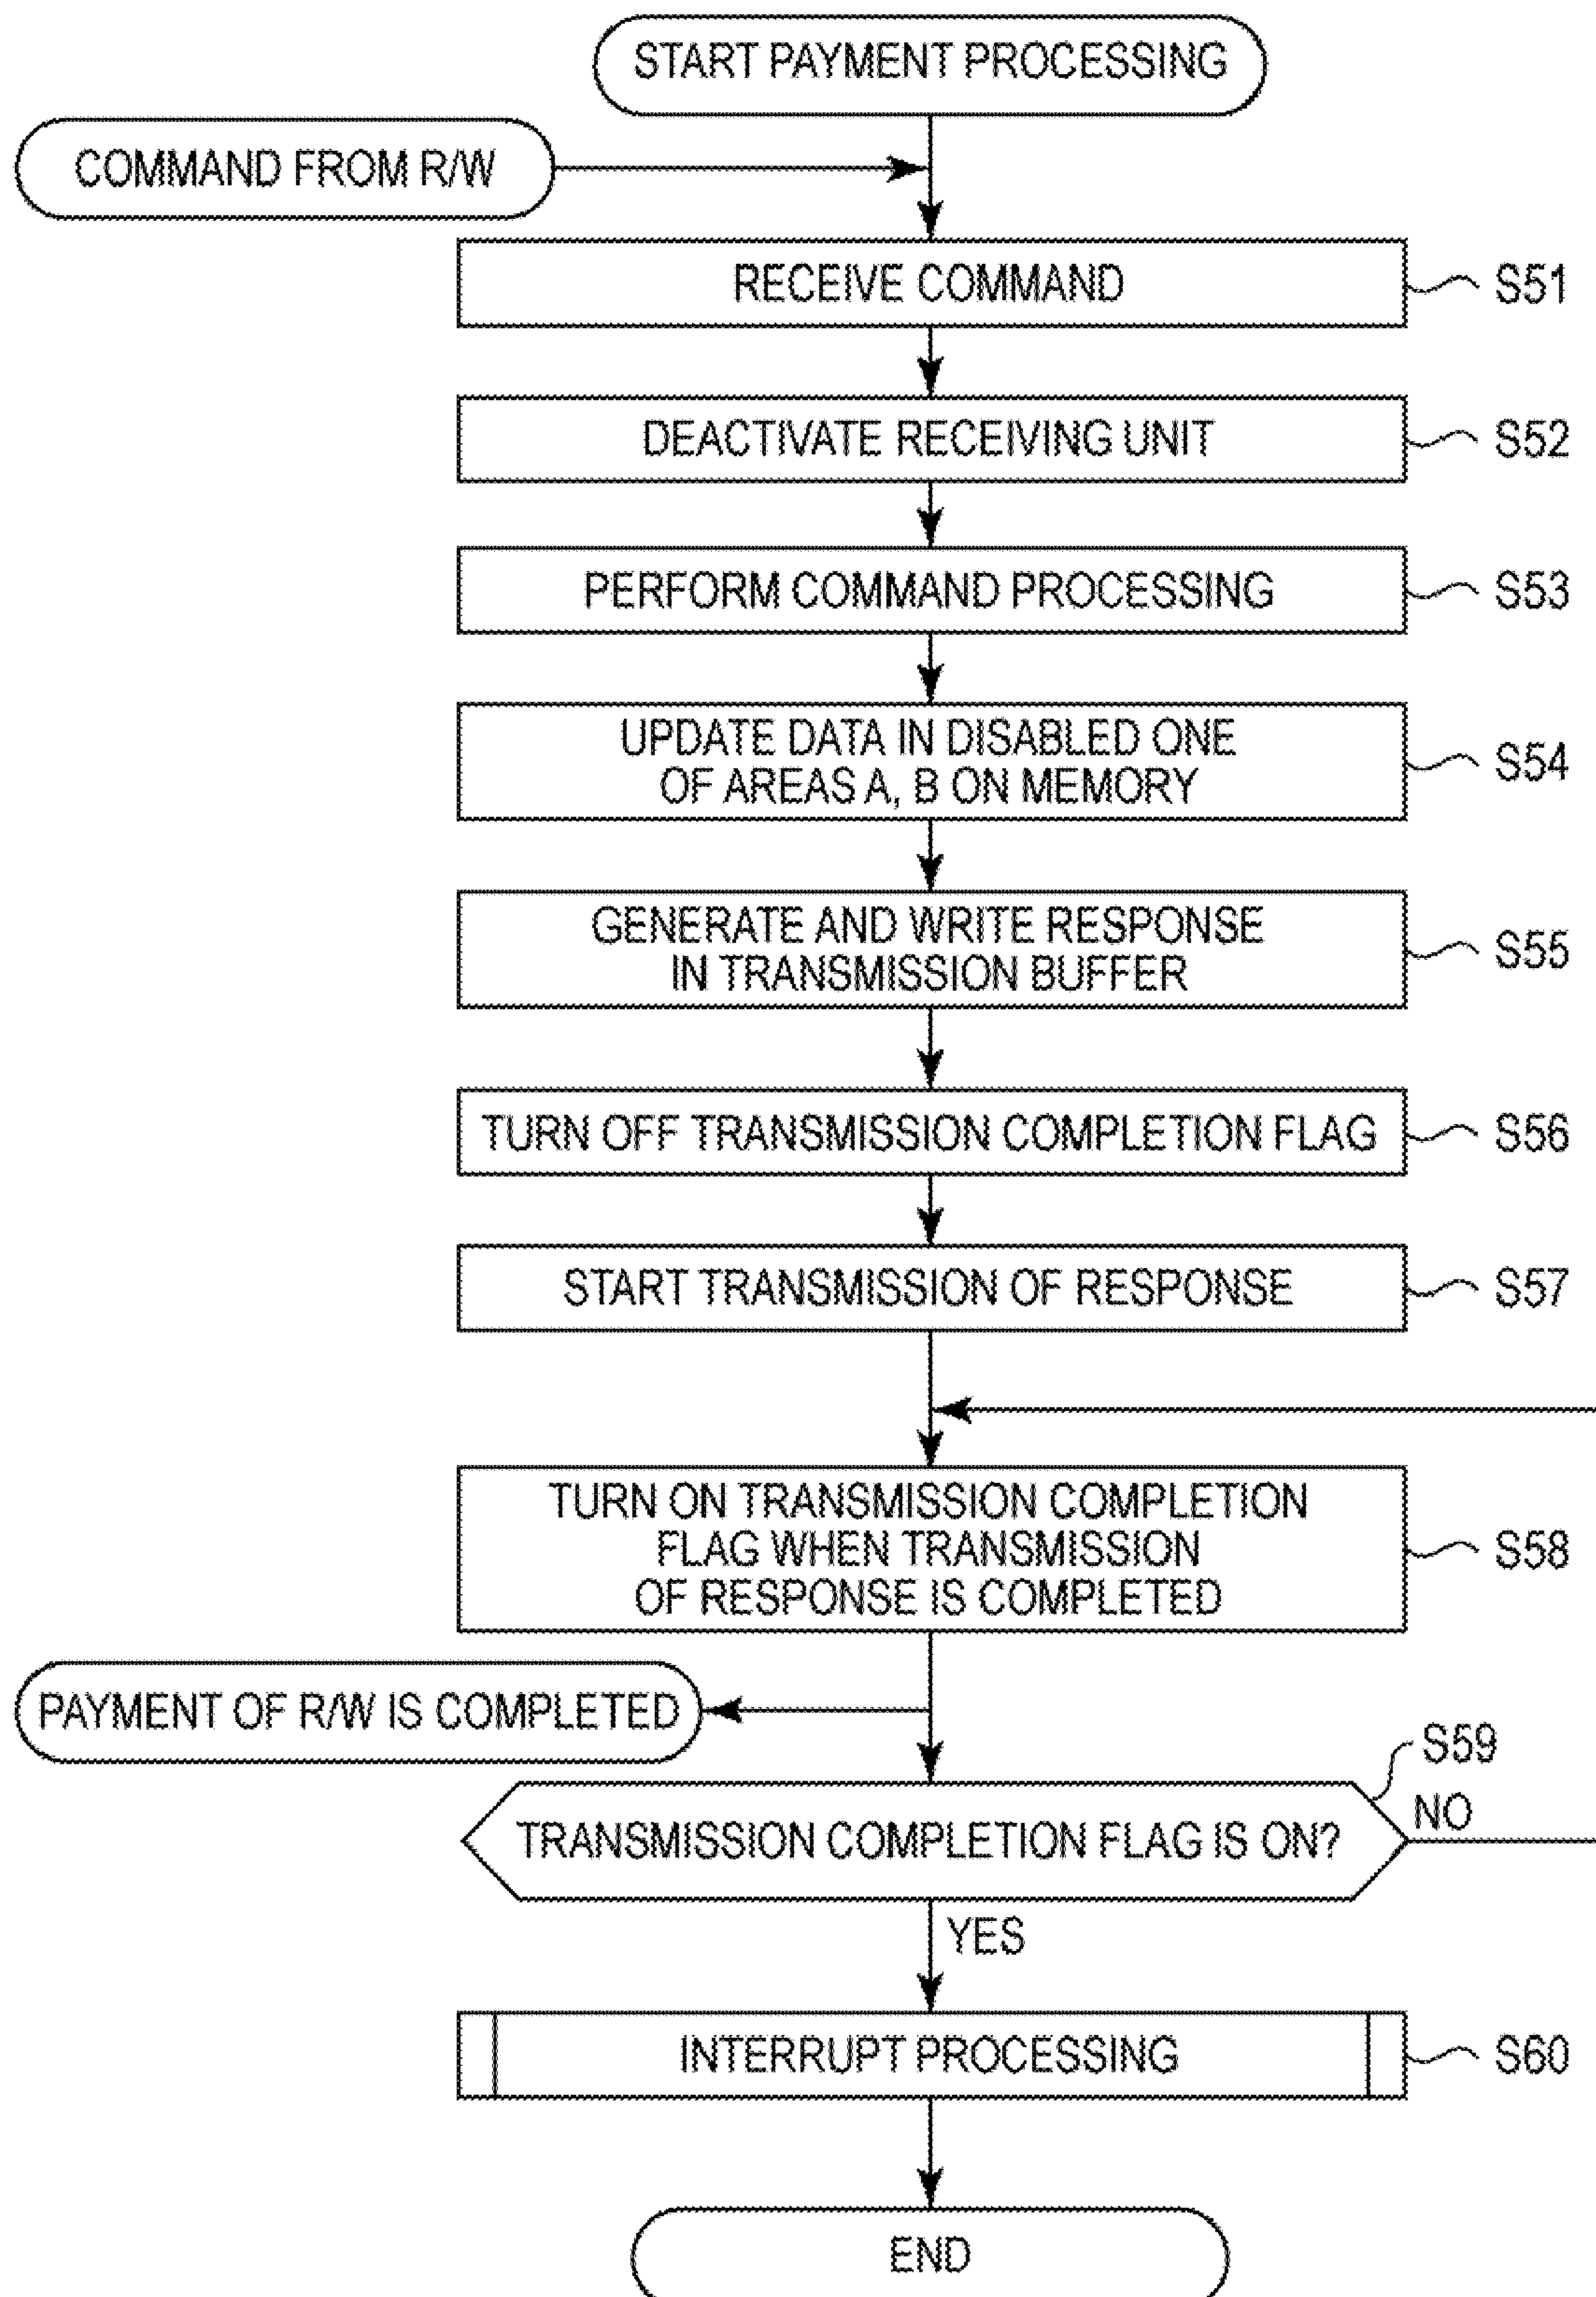 START PAYMENT PROCESSING
COMMAND FROM R/W
RECEIVE COMMAND
S51
DEACTIVATE RECEIVING UNIT
S52
PERFORM COMMAND PROCESSING
S53
UPDATE DATA IN DISABLED ONE
OF AREAS A, B ON MEMORY
S54
GENERATE AND WRITE RESPONSE
IN TRANSMISSION BUFFER
S55
TURN OFF TRANSMISSION COMPLETION FLAG
S56
START TRANSMISSION OF RESPONSE
S57
TURN ON TRANSMISSION COMPLETION
FLAG WHEN TRANSMISSION
OF RESPONSE IS COMPLETED
S58
PAYMENT OF R/W IS COMPLETED
S59
TRANSMISSION COMPLETION FLAG IS ON?
NO
YES
INTERRUPT PROCESSING
S60
END